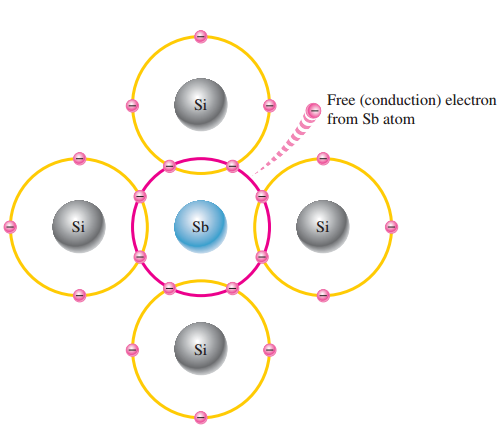 Si
Free (conduction) electron
from Sb atom
Si
Sb
Si
Si